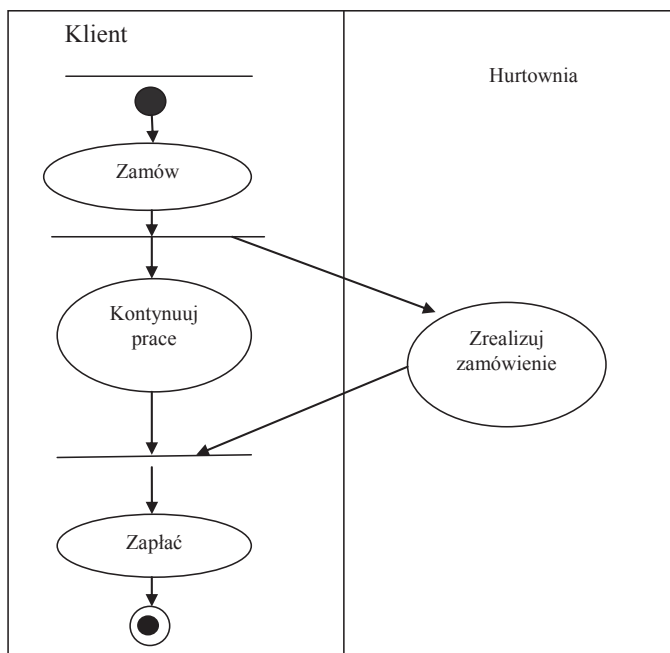 Klient
Hurtownia
Zamów
Kontynuuj
prace
Zrealizuj
zamówienie
Zapłać